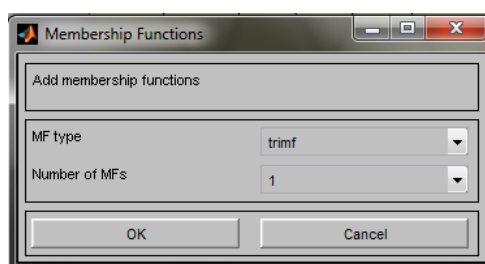 Membership Functions
Add membership functions
MF type trimf
Number of MFs 1
OK Cancel